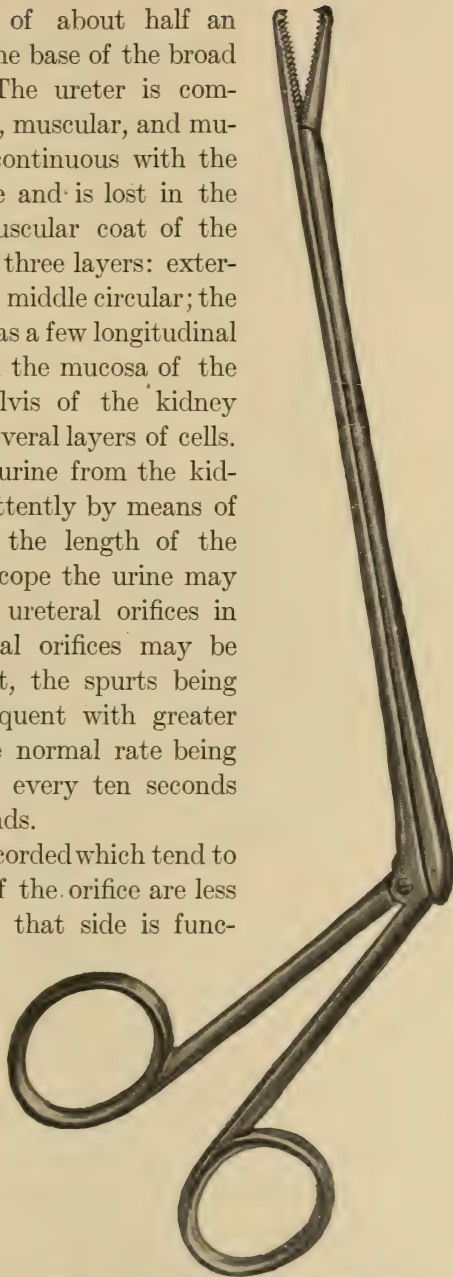 of about half an
ne base of the broad
The ureter is com-
, muscular, and mu-
continuous with the
e and is lost in the
uscular coat of the
three layers: exter-
middle circular; the
as a few longitudinal
the mucosa of the
lvis of the kidney
veral layers of cells.
urine from the kid-
ttently by means of
the length of the
cope the urine may
ureteral orifices in
al orifices may be
t, the spurts being
quent with greater
e normal rate being
every ten seconds
nds.
corded which tend to
f the orifice are less
that side is func-